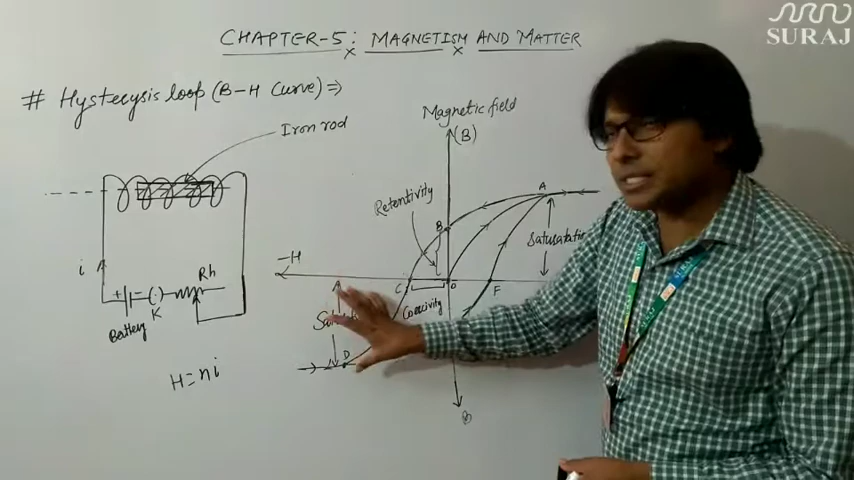 SURAJ
CHAPTER-5: MAGNETISM AND MATTER
# Hysterysis loop (B-H Curve) ⇒
Iron rod
Magnetic field
(B)
A
Retentivity
B
Saturation
-H
i
Rh
C
O
F
+ -
( )
K
Battery
Coercivity
D
H = ni
B